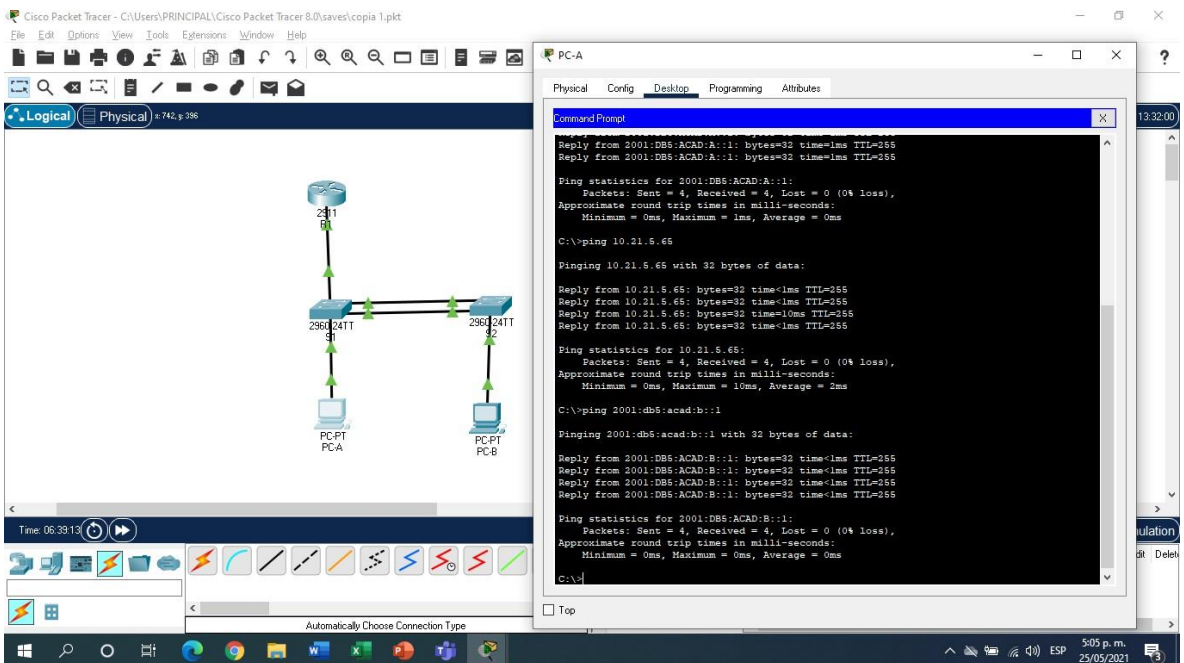 Cisco Packet Tracer - C:\Users\PRINCIPAL\Cisco Packet Tracer 8.0\saves\copia 1.pkt
File Edit Options View Tools Extensions Window Help
Logical Physical x: 742, y: 396
13:32:00
2911
R1
2960-24TT
S1
2960-24TT
S2
PC-PT
PC-A
PC-PT
PC-B
Time: 06:39:13
Automatically Choose Connection Type
PC-A
Physical Config Desktop Programming Attributes
Command Prompt X
Reply from 2001:DB5:ACAD:A::1: bytes=32 time=1ms TTL=255
Reply from 2001:DB5:ACAD:A::1: bytes=32 time=1ms TTL=255
Ping statistics for 2001:DB5:ACAD:A::1:
Packets: Sent = 4, Received = 4, Lost = 0 (0% loss),
Approximate round trip times in milli-seconds:
Minimum = 0ms, Maximum = 1ms, Average = 0ms
C:\>ping 10.21.5.65
Pinging 10.21.5.65 with 32 bytes of data:
Reply from 10.21.5.65: bytes=32 time<1ms TTL=255
Reply from 10.21.5.65: bytes=32 time<1ms TTL=255
Reply from 10.21.5.65: bytes=32 time=10ms TTL=255
Reply from 10.21.5.65: bytes=32 time<1ms TTL=255
Ping statistics for 10.21.5.65:
Packets: Sent = 4, Received = 4, Lost = 0 (0% loss),
Approximate round trip times in milli-seconds:
Minimum = 0ms, Maximum = 10ms, Average = 2ms
C:\>ping 2001:db5:acad:b::1
Pinging 2001:db5:acad:b::1 with 32 bytes of data:
Reply from 2001:DB5:ACAD:B::1: bytes=32 time<1ms TTL=255
Reply from 2001:DB5:ACAD:B::1: bytes=32 time<1ms TTL=255
Reply from 2001:DB5:ACAD:B::1: bytes=32 time<1ms TTL=255
Reply from 2001:DB5:ACAD:B::1: bytes=32 time<1ms TTL=255
Ping statistics for 2001:DB5:ACAD:B::1:
Packets: Sent = 4, Received = 4, Lost = 0 (0% loss),
Approximate round trip times in milli-seconds:
Minimum = 0ms, Maximum = 0ms, Average = 0ms
C:\>
Top
ESP
5:05 p. m.
25/05/2021